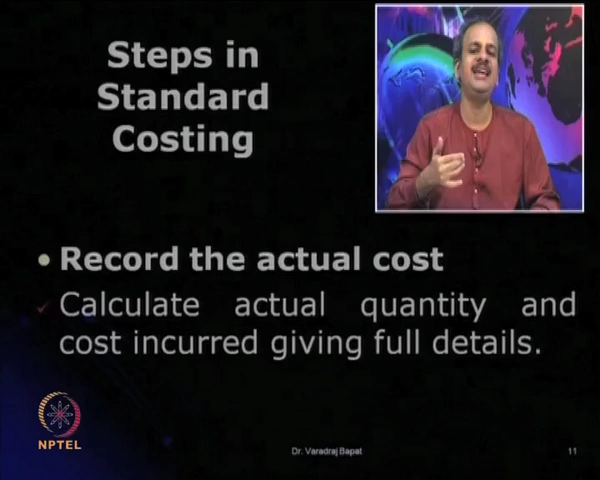 Steps in
Standard
Costing
Record the actual cost
Calculate actual quantity and
cost incurred giving full details.
NPTEL
Dr. Varadraj Bapat
11